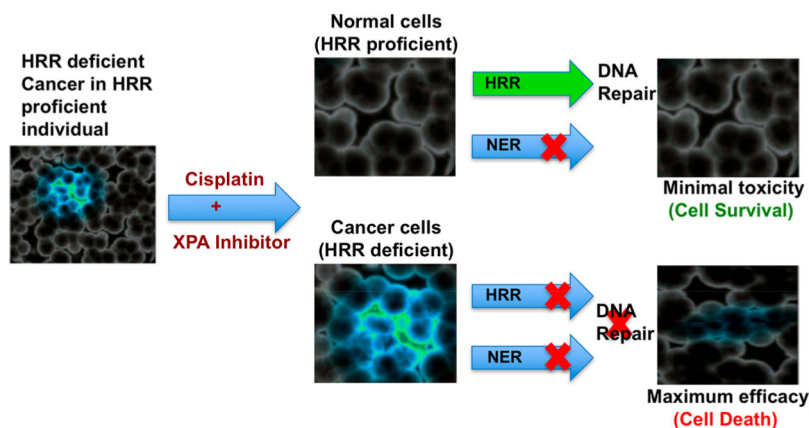 HRR deficient
Cancer in HRR
proficient
individual
Cisplatin
+
XPA Inhibitor
Normal cells
(HRR proficient)
HRR
NER
DNA
Repair
Minimal toxicity
(Cell Survival)
Cancer cells
(HRR deficient)
HRR
NER
DNA
Repair
Maximum efficacy
(Cell Death)